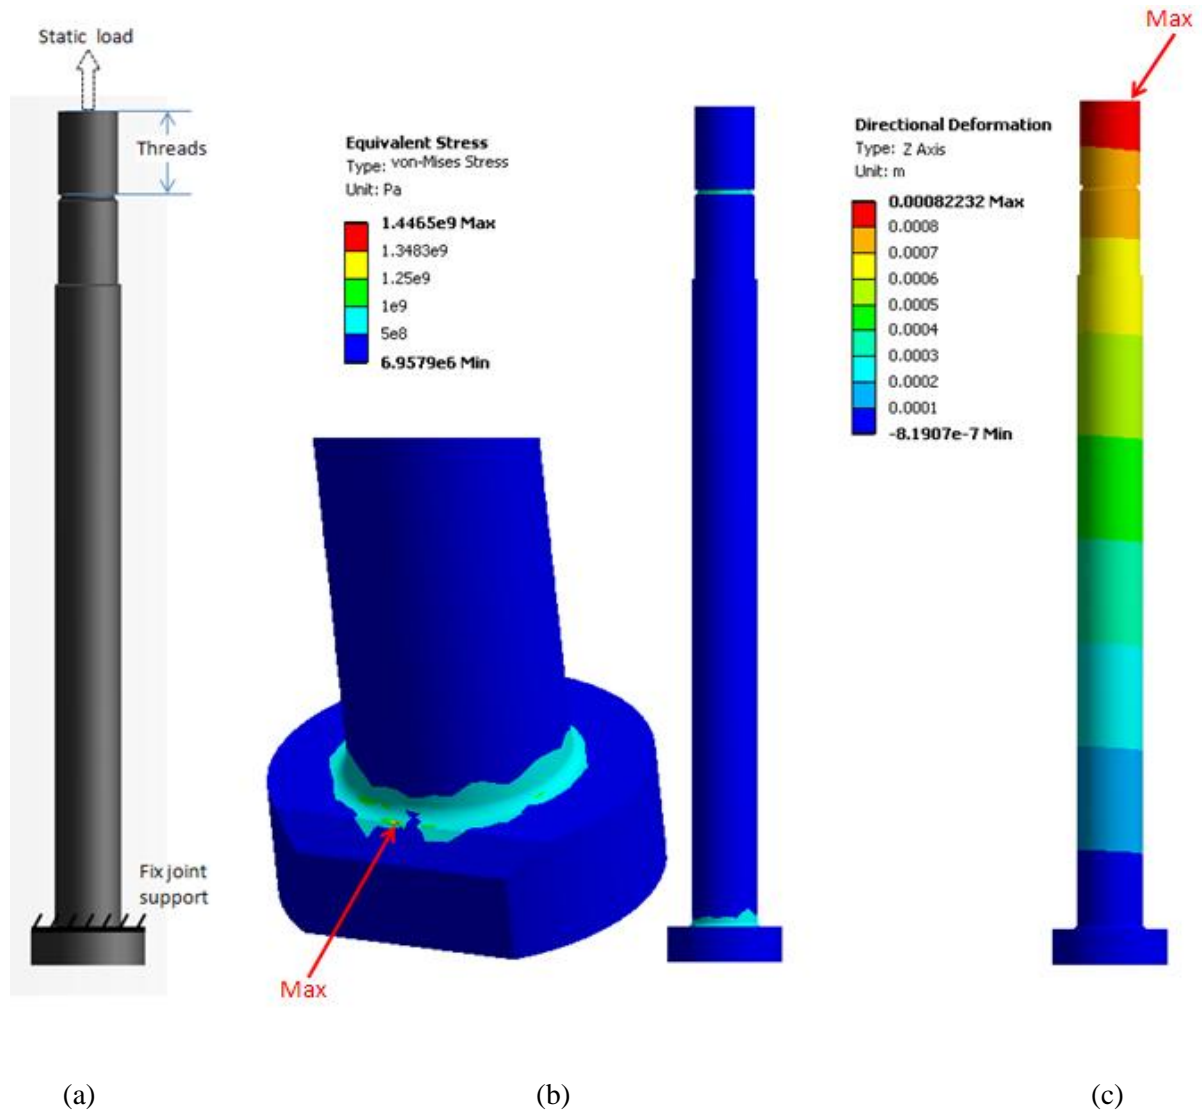 Max
Static load
Threads
Equivalent Stress
Type: von-Mises Stress
Unit: Pa
1.4465e9 Max
1.3483e9
1.25e9
1e9
5e8
6.9579e6 Min
Directional Deformation
Type: Z Axis
Unit: m
0.00082232 Max
0.0008
0.0007
0.0006
0.0005
0.0004
0.0003
0.0002
0.0001
-8.1907e-7 Min
Fix joint
support
Max
(a)
(b)
(c)